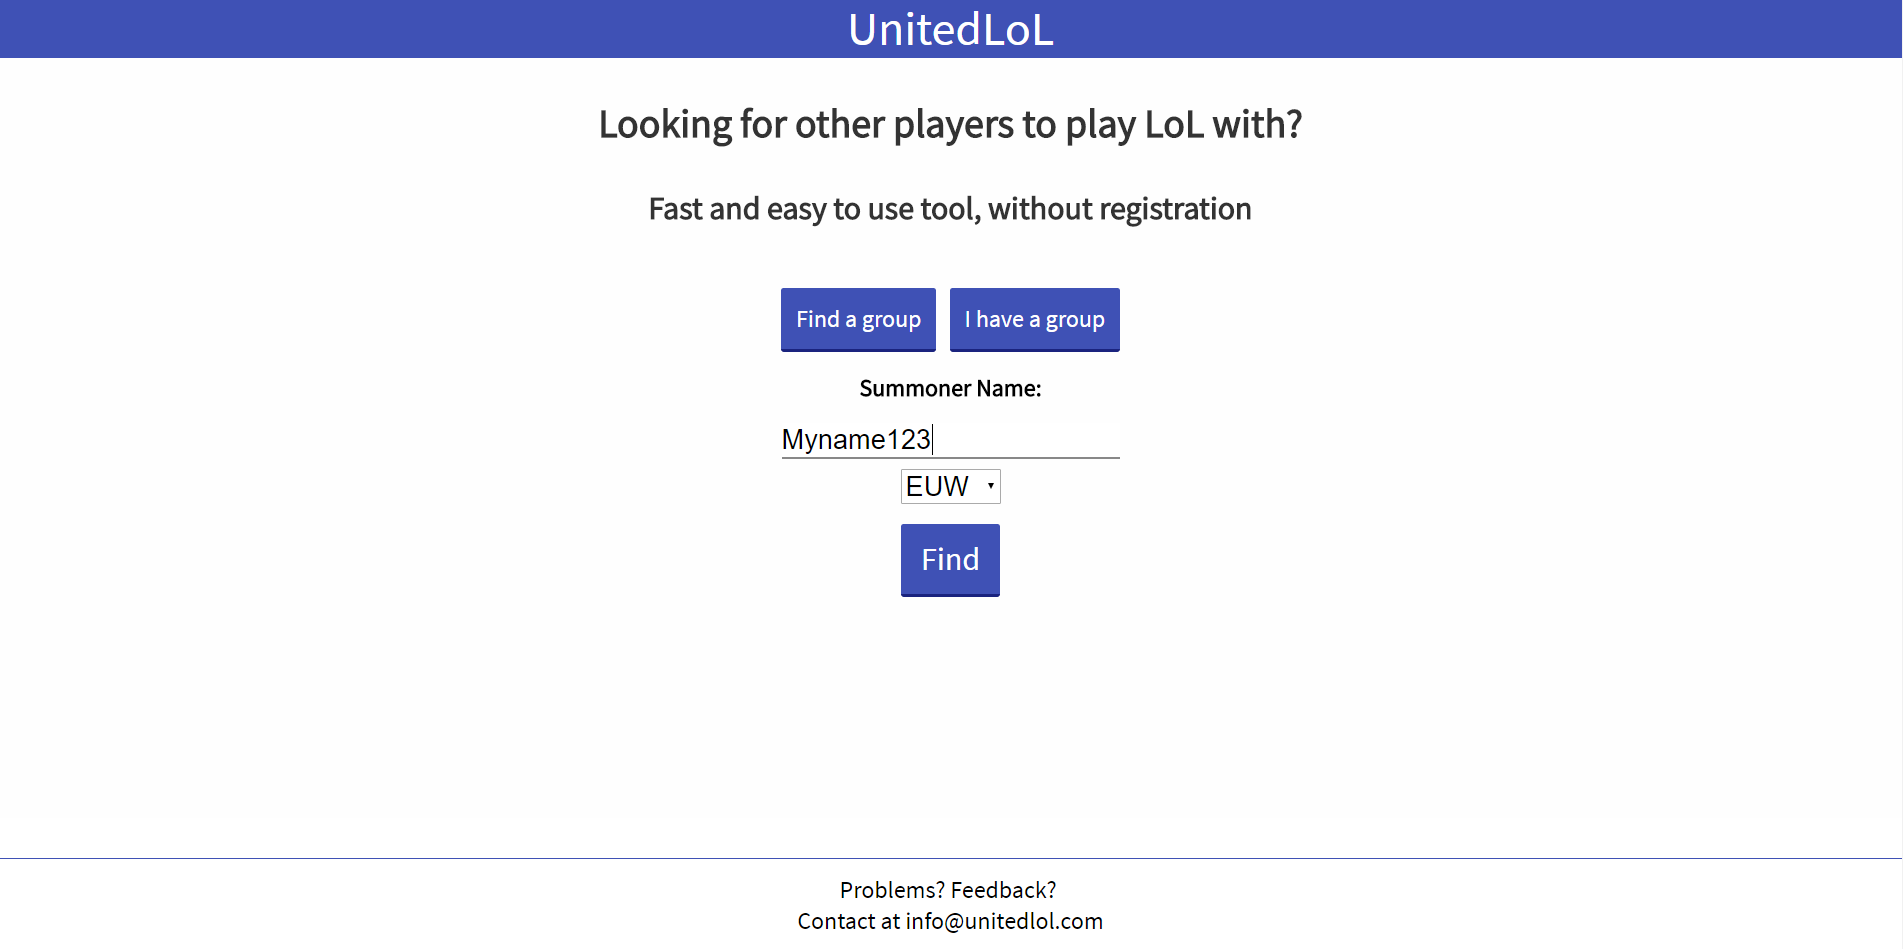 UnitedLoL
Looking for other players to play LoL with?
Fast and easy to use tool, without registration
Find a group
I have a group
Summoner Name:
Myname123
EUW
Find
Problems? Feedback?
Contact at info@unitedlol.com